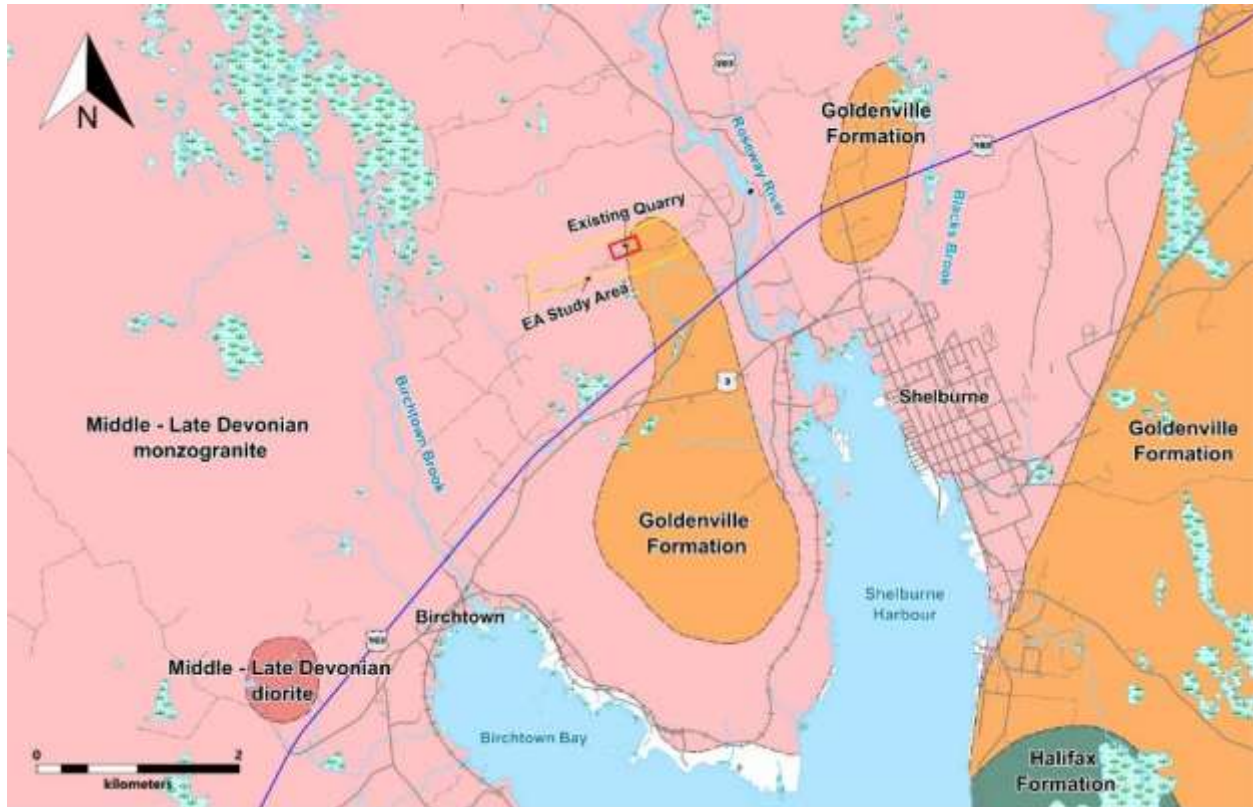 203
Goldenville
Formation
N
Roseway River
103
Existing Quarry
Blacks Brook
EA Study Area
3
Shelburne
Middle - Late Devonian
monzogranite
Birchtown Brook
Goldenville
Formation
Goldenville
Formation
Shelburne
Harbour
Birchtown
103
Middle - Late Devonian
diorite
Birchtown Bay
0
2
kilometers
Halifax
Formation